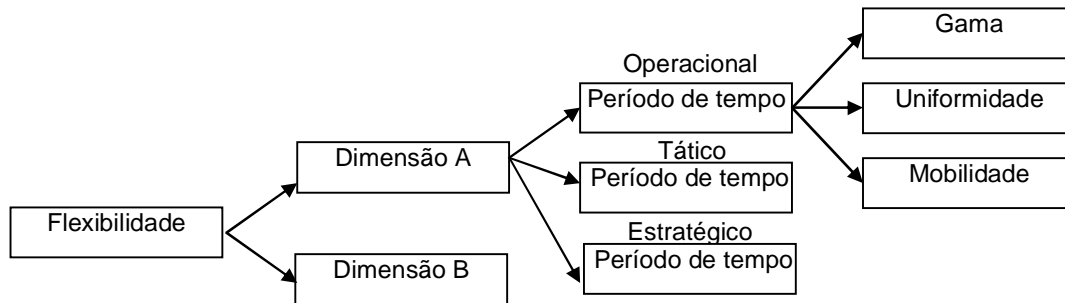 Gama
Operacional
Período de tempo
Uniformidade
Tático
Dimensão A
Período de tempo
Mobilidade
Flexibilidade
Estratégico
Período de tempo
Dimensão B